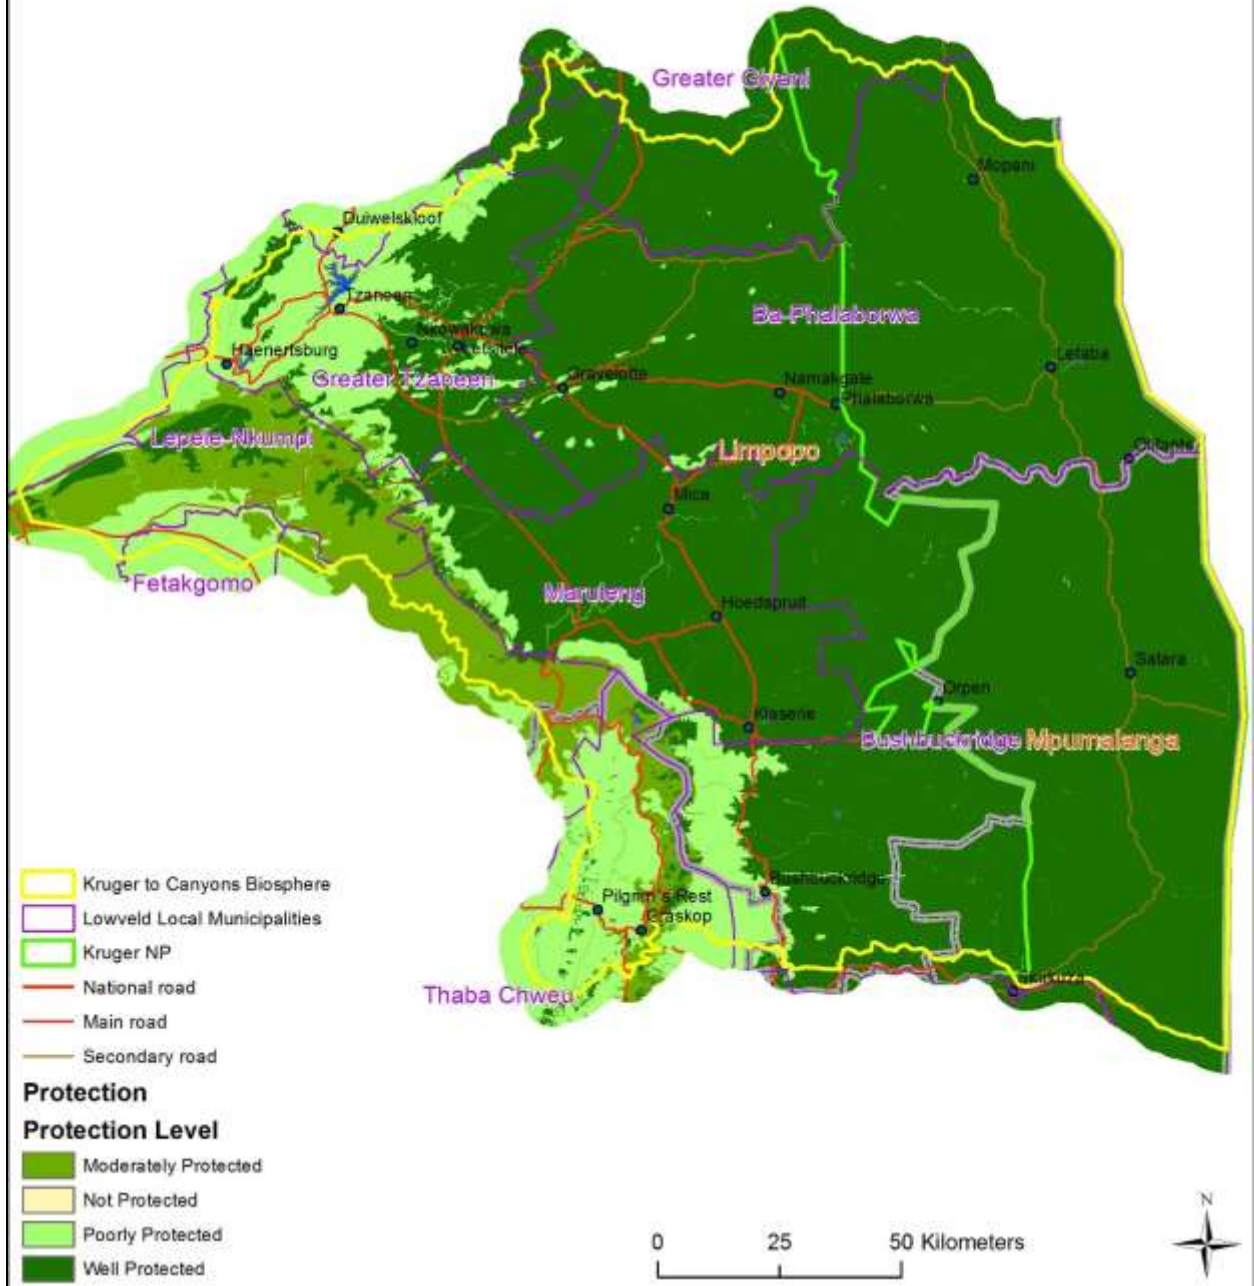 Greater Giyani
Mopani
Duiwelskloof
Tzaneen
Ba-Phalaborwa
Nkowakowa
Haenertsburg
Letsitele
Letaba
Greater Tzaneen
Gravelotte
Namakgale
Phalaborwa
Lepele-Nkumpi
Limpopo
Olifants
Mica
Fetakgomo
Maruleng
Hoedspruit
Satara
Orpen
Klaserie
Bushbuckridge Mpumalanga
Bushbuckridge
Pilgrim's Rest
Graskop
Skukuza
Thaba Chweu
Kruger to Canyons Biosphere
Lowveld Local Municipalities
Kruger NP
National road
Main road
Secondary road
Protection
Protection Level
Moderately Protected
Not Protected
Poorly Protected
Well Protected
0 25 50 Kilometers
N